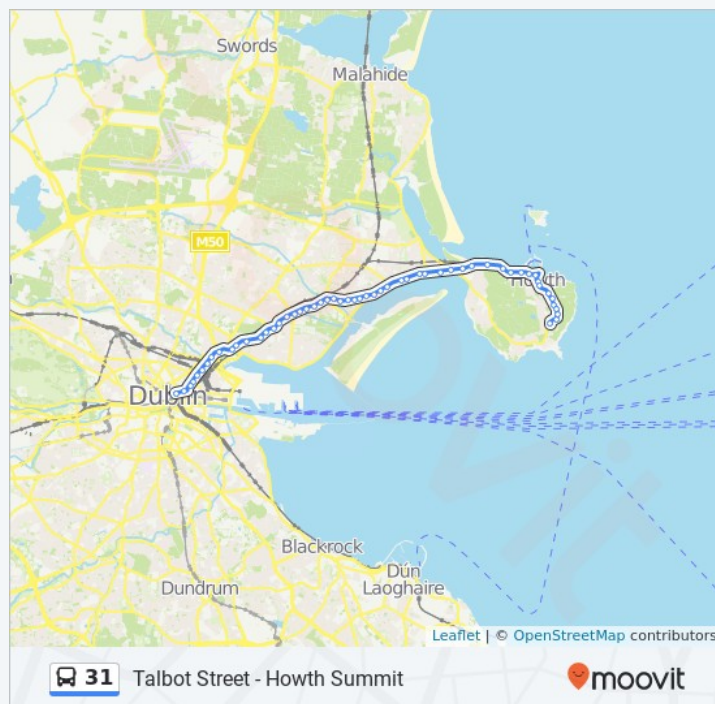 Swords
Malahide
M50
Howth
Dublin
Blackrock
Dún
Laoghaire
Dundrum
Leaflet | © OpenStreetMap contributors
31 Talbot Street - Howth Summit
moovit